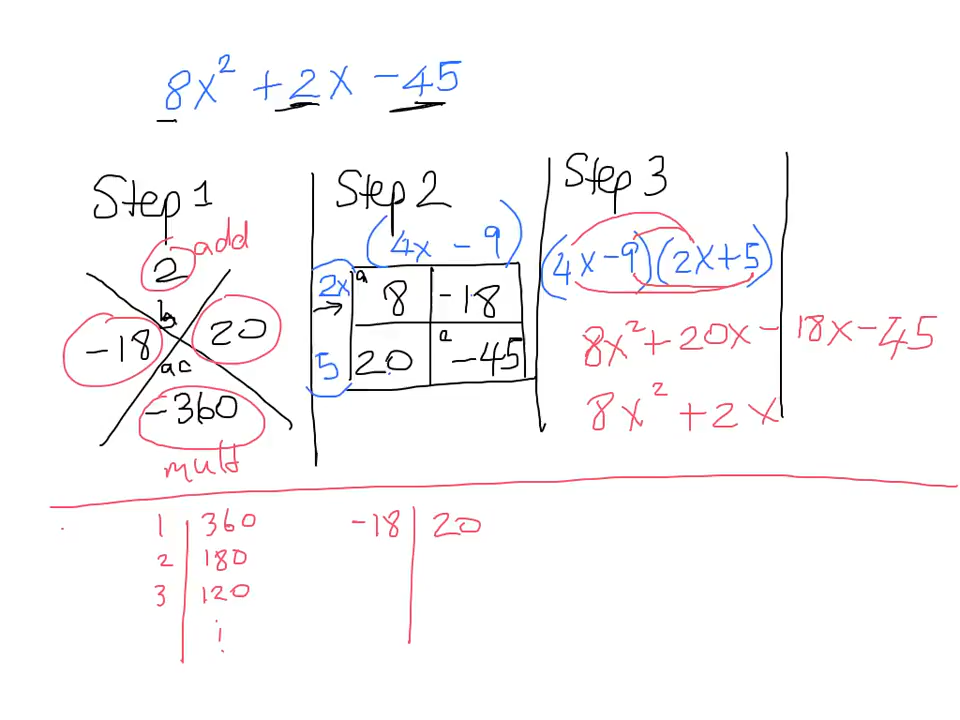 8x² + 2x - 45
Step 1
2 add
b
-18 20
ac
-360
mult
Step 2
(4x - 9)
2x a 8 -18
5 20 a -45
Step 3
(4x-9)(2x+5)
8x² + 20x - 18x - 45
8x² + 2x
1 360
2 180
3 120
⋮
-18 20